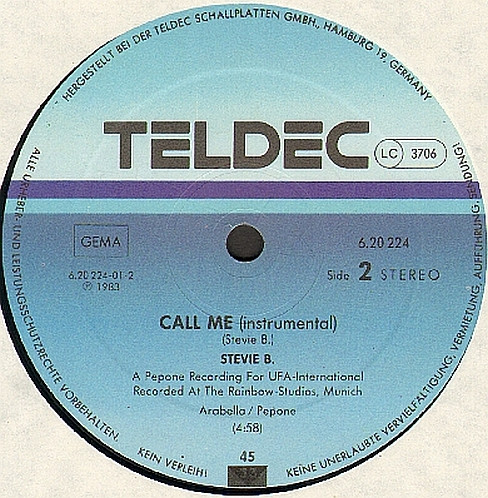 HERGESTELLT BEI DER TELDEC SCHALLPLATTEN GMBH., HAMBURG 19, GERMANY
TELDEC
LC 3706
GEMA
6.20 224
6.20 224-01-2
Side 2 STEREO
℗ 1983
CALL ME (instrumental)
(Stevie B.)
STEVIE B.
A Pepone Recording For UFA-International
Recorded At The Rainbow-Studios, Munich
Arabella/Pepone
(4:58)
45
33
ALLE URHEBER- UND LEISTUNGSSCHUTZRECHTE VORBEHALTEN.
KEIN VERLEIH!
KEINE UNERLAUBTE VERVIELFÄLTIGUNG, VERMIETUNG, AUFFÜHRUNG, SENDUNG!